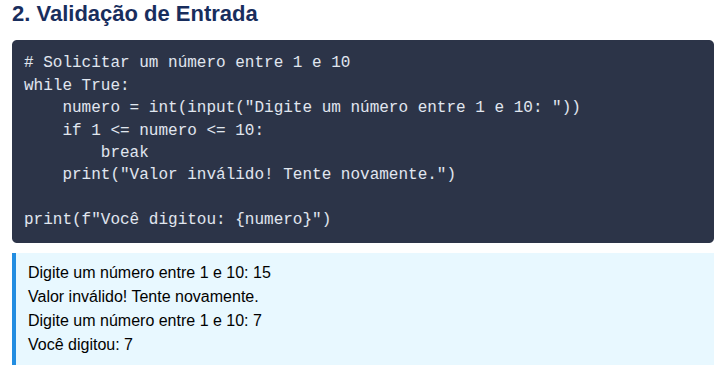 2. Validação de Entrada
# Solicitar um número entre 1 e 10
while True:
    numero = int(input("Digite um número entre 1 e 10: "))
    if 1 <= numero <= 10:
        break
    print("Valor inválido! Tente novamente.")
print(f"Você digitou: {numero}")
Digite um número entre 1 e 10: 15
Valor inválido! Tente novamente.
Digite um número entre 1 e 10: 7
Você digitou: 7